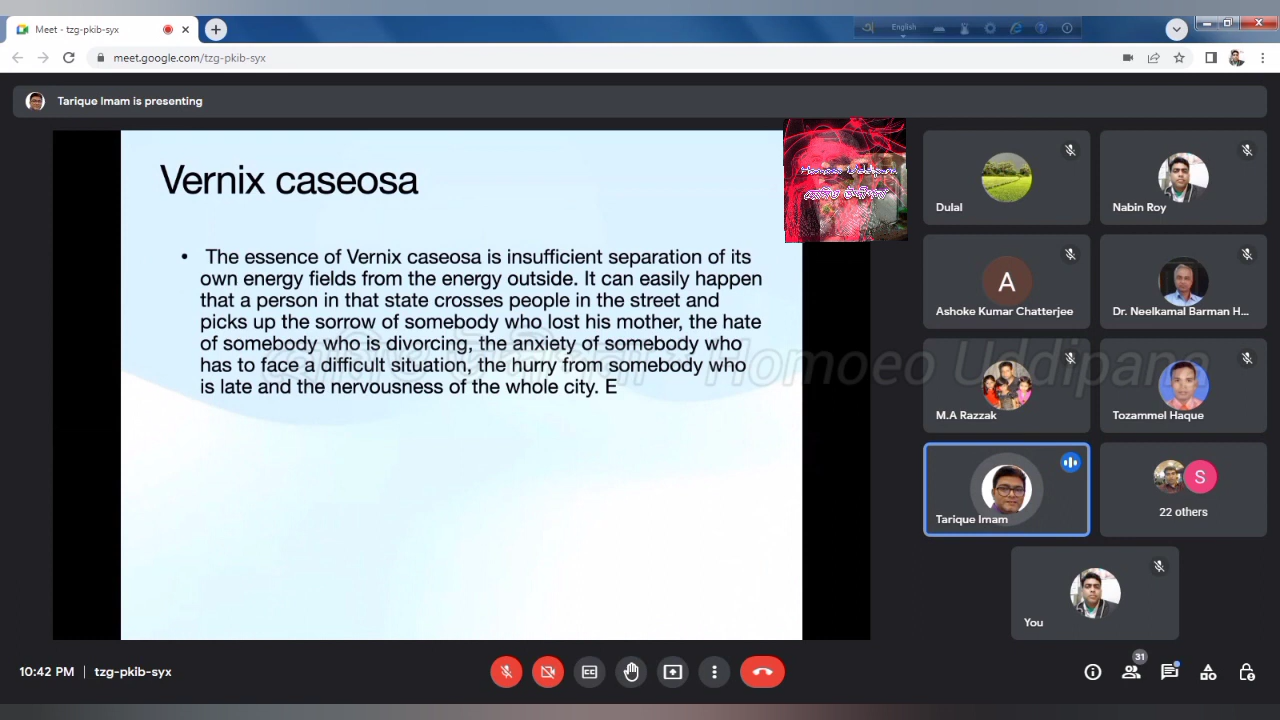 Meet - tzg-pkib-syx
English
meet.google.com/tzg-pkib-syx
Tarique Imam is presenting
Vernix caseosa
• The essence of Vernix caseosa is insufficient separation of its
own energy fields from the energy outside. It can easily happen
that a person in that state crosses people in the street and
picks up the sorrow of somebody who lost his mother, the hate
of somebody who is divorcing, the anxiety of somebody who
has to face a difficult situation, the hurry from somebody who
is late and the nervousness of the whole city. E
Homoeo Uddipana
Homoeo Uddipana
Dulal
Nabin Roy
A
Ashoke Kumar Chatterjee
Dr. Neelkamal Barman H...
M.A Razzak
Tozammel Haque
Tarique Imam
S
22 others
You
10:42 PM | tzg-pkib-syx
31